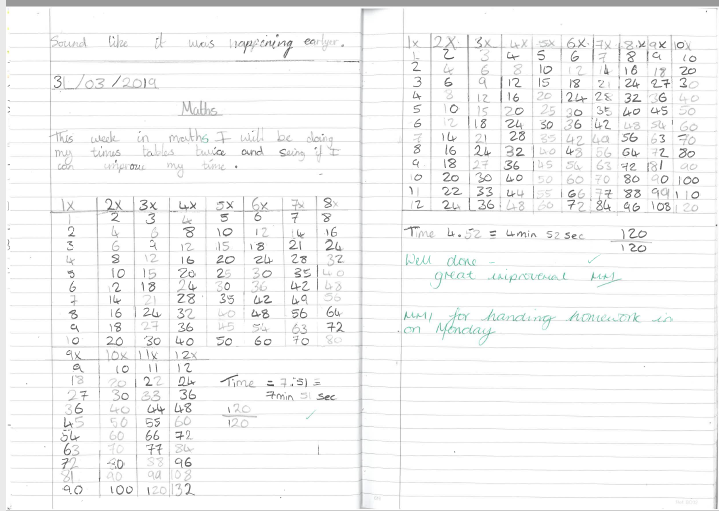 Sound like it was happening earlyer.
31/03/2019
Maths
This week in maths I will be doing
my times tables twice and seing if I
can improve my time.
1x 2x 3x 4x 5x 6x 7x 8x
1 2 3 4 5 6 7 8
2 4 6 8 10 12 14 16
3 6 9 12 15 18 21 24
4 8 12 16 20 24 28 32
5 10 15 20 25 30 35 40
6 12 18 24 30 36 42 48
7 14 21 28 35 42 49 56
8 16 24 32 40 48 56 64
9 18 27 36 45 54 63 72
10 20 30 40 50 60 70 80
9x 10x 11x 12x
9 10 11 12
18 20 22 24
27 30 33 36
36 40 44 48
45 50 55 60
54 60 66 72
63 70 77 84
72 80 88 96
81 90 99 108
90 100 120 132
Time = 7:51 =
7min 51 sec
120
120
1x 2x 3x 4x 5x 6x 7x 8x 9x 10x
1 2 3 4 5 6 7 8 9 10
2 4 6 8 10 12 14 16 18 20
3 6 9 12 15 18 21 24 27 30
4 8 12 16 20 24 28 32 36 40
5 10 15 20 25 30 35 40 45 50
6 12 18 24 30 36 42 48 54 60
7 14 21 28 35 42 49 56 63 70
8 16 24 32 40 48 56 64 72 80
9 18 27 36 45 54 63 72 81 90
10 20 30 40 50 60 70 80 90 100
11 22 33 44 55 66 77 88 99 110
12 24 36 48 60 72 84 96 108 120
Time 4.52 = 4min 52 sec
120
120
Well done -
great improvement
for handing homework in
on Monday